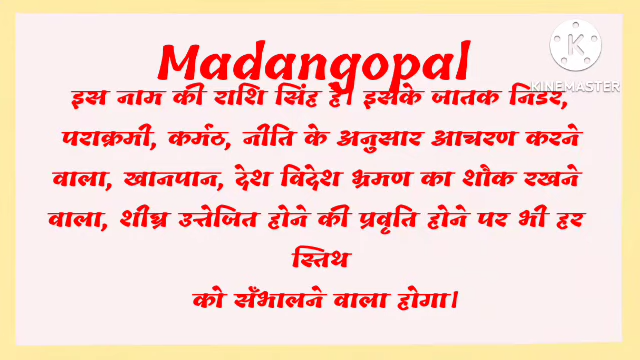 Madangopal
K
KINEMASTER
इस नाम की राशि सिंह है। इसके जातक निडर,
पराक्रमी, कर्मठ, नीति के अनुसार आचरण करने
वाला, खानपान, देश विदेश भ्रमण का शौक रखने
वाला, शीघ्र उत्तेजित होने की प्रवृति होने पर भी हर
स्तिथ
को सँभालने वाला होगा।